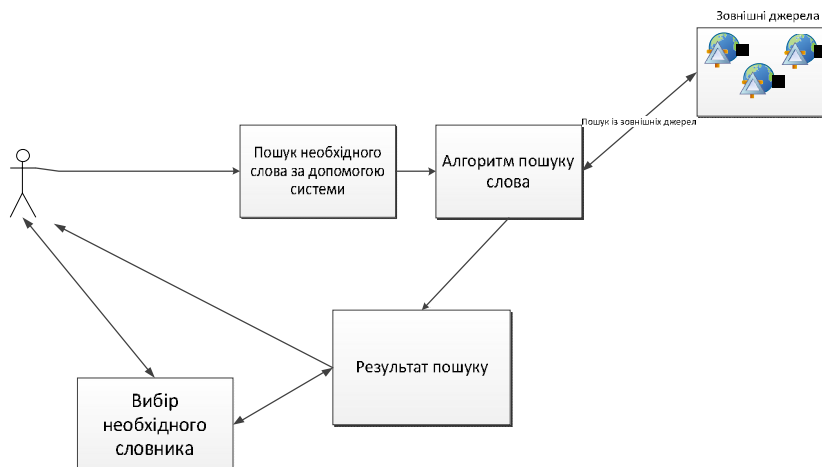 Зовнішні джерела
Пошук із зовнішніх джерел
Пошук необхідного
слова за допомогою
системи
Алгоритм пошуку
слова
Результат пошуку
Вибір
необхідного
словника